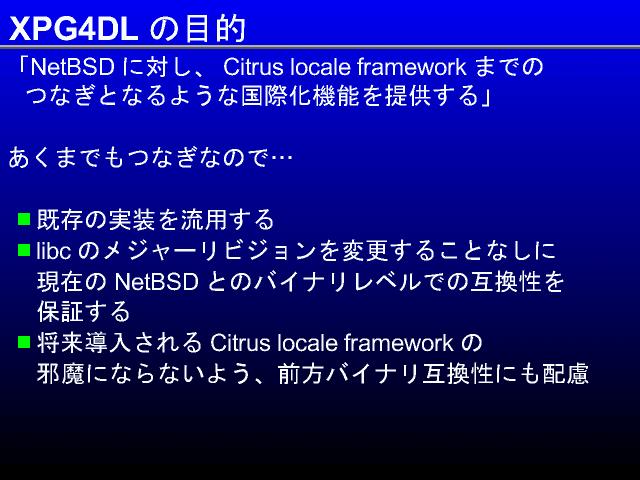 XPG4DL の目的
「NetBSD に対し、 Citrus locale framework までの
つなぎとなるような国際化機能を提供する」
あくまでもつなぎなので…
既存の実装を流用する
libc のメジャーリビジョンを変更することなしに
現在の NetBSD とのバイナリレベルでの互換性を
保証する
将来導入される Citrus locale framework の
邪魔にならないよう、前方バイナリ互換性にも配慮